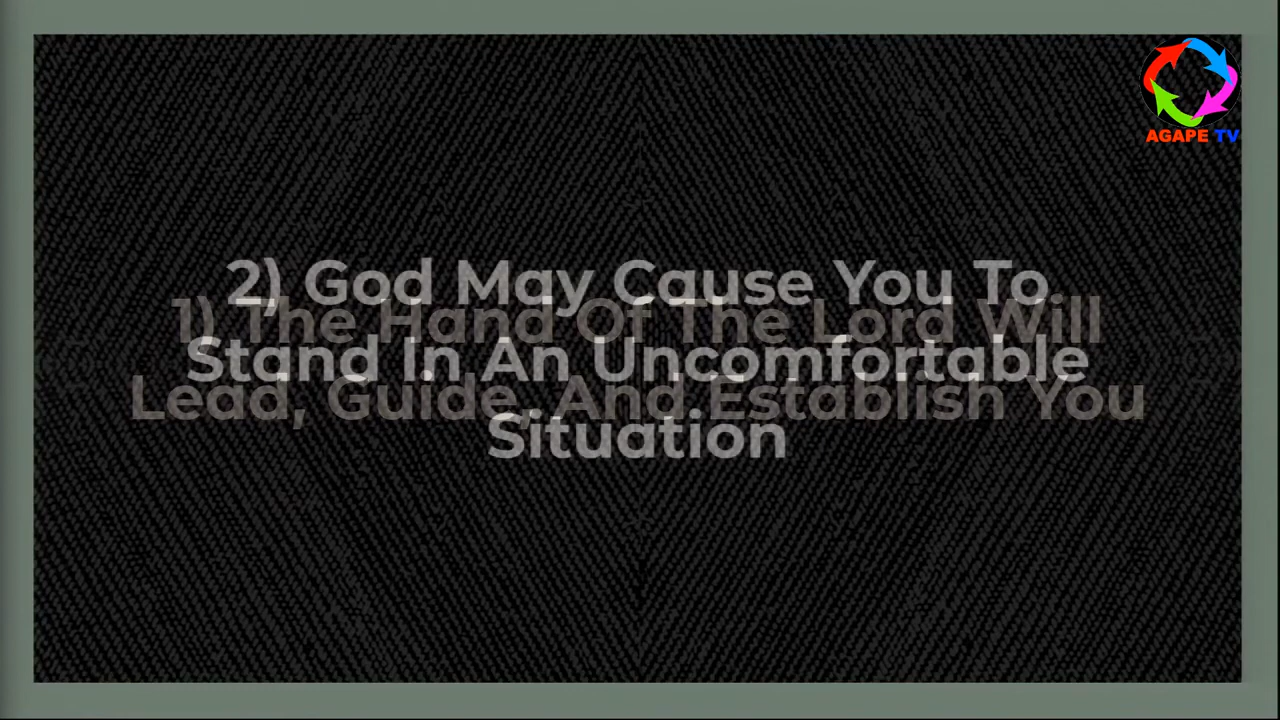 AGAPE TV
1) The Hand Of The Lord Will
Lead, Guide, And Establish You
2) God May Cause You To
Stand In An Uncomfortable
Situation